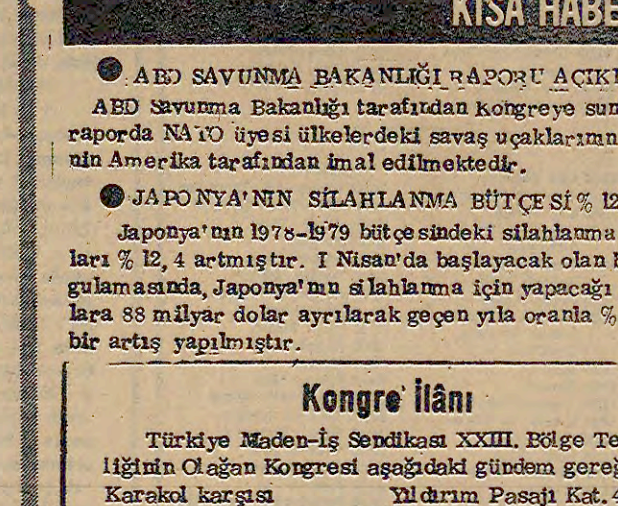 KISA HABE
● ABD SAVUNMA BAKANLIĞI RAPORU AÇIK
ABD Savunma Bakanlığı tarafından Kongreye sun
raporda NATO üyesi ülkelerdeki savaş uçaklarının
nin Amerika tarafından imal edilmektedir.
● JAPONYA'NIN SİLAHLANMA BÜTÇESİ % 12
Japonya'nın 1978-1979 bütçesindeki silahlanma
ları % 12, 4 artmıştır. I Nisan'da başlayacak olan
gulamasında, Japonya'nın silahlanma için yapacağı
lara 88 milyar dolar ayrılarak geçen yıla oranla %
bir artış yapılmıştır.
Kongre İlânı
Türkiye Maden-İş Sendikası XXIII. Bölge Te
liğinin Olağan Kongresi aşağıdaki gündem gereğ
Karakol karşısı Yıldırım Pasajı Kat. 4